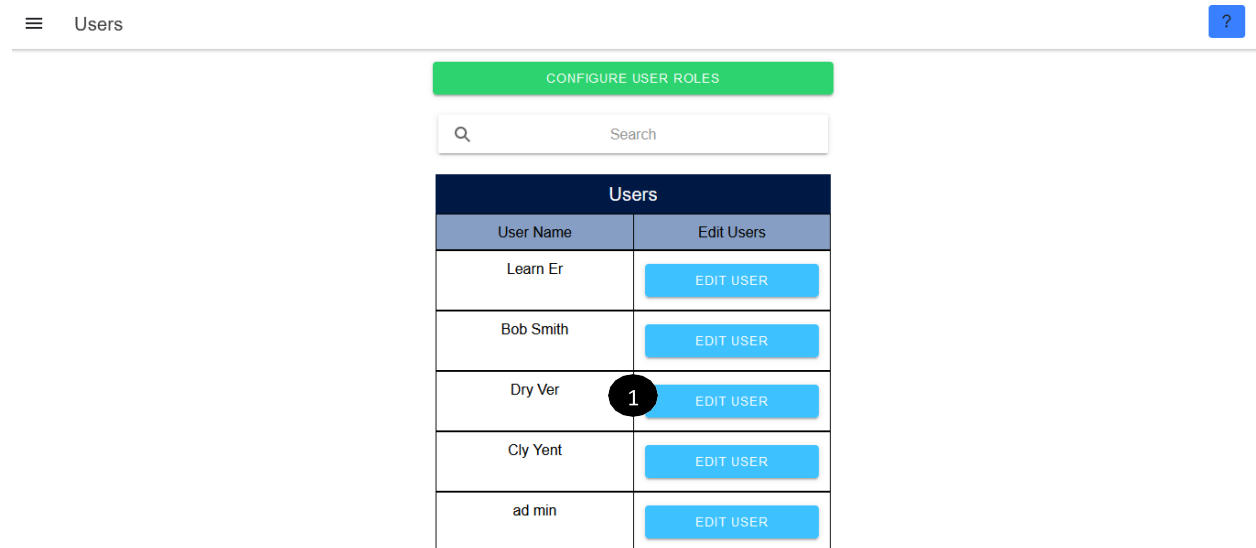 Users
?
CONFIGURE USER ROLES
Search
Users
User Name Edit Users
Learn Er EDIT USER
Bob Smith EDIT USER
Dry Ver 1 EDIT USER
Cly Yent EDIT USER
ad min EDIT USER